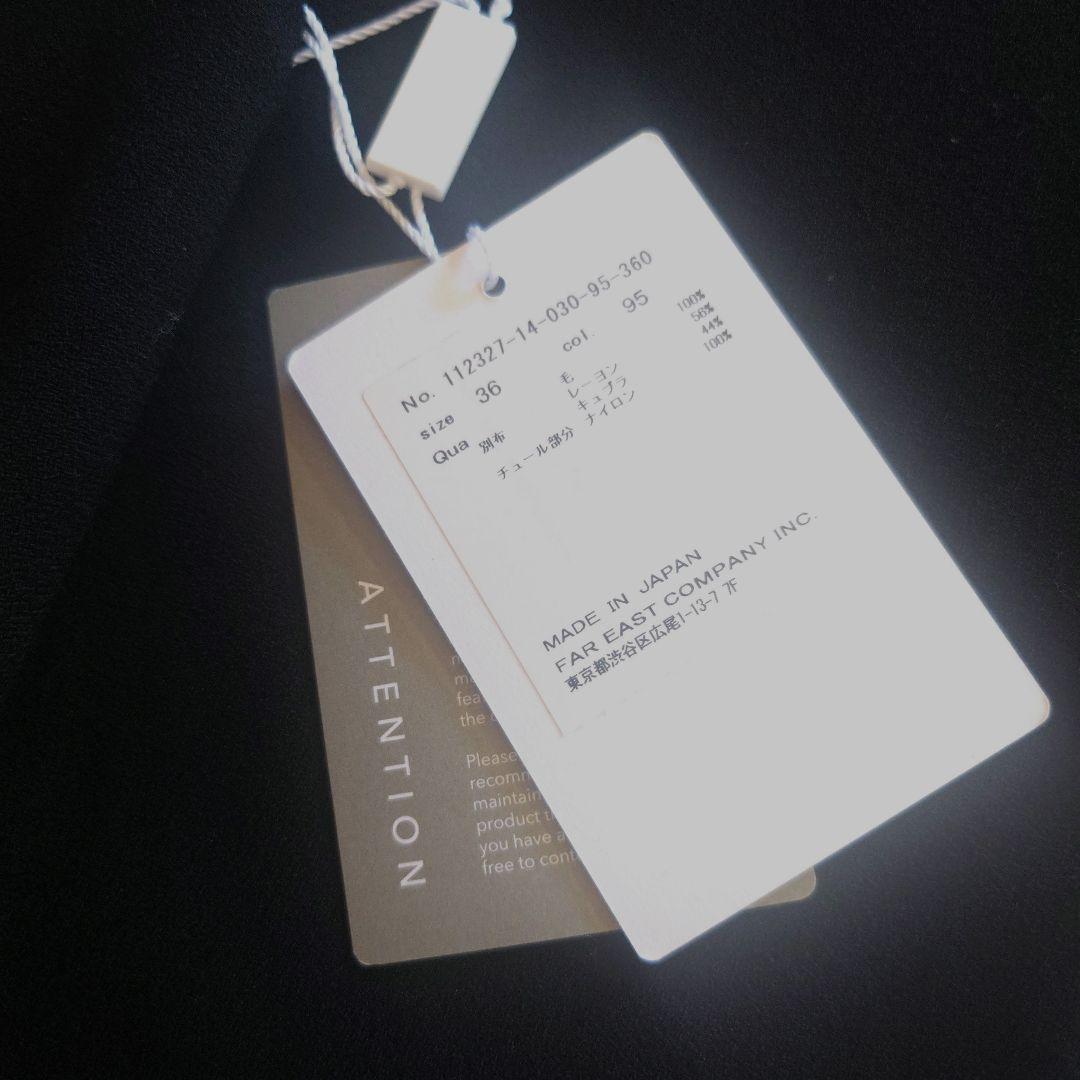 No. 112327-14-030-95-360
size 36 col. 95
Qua 毛 100%
別布 レーヨン 56%
キュプラ 44%
チュール部分 ナイロン 100%
MADE IN JAPAN
FAR EAST COMPANY INC.
東京都渋谷区広尾1-13-7 7F
ATTENTION
the
Please
recomm
maintain
product
you have
free to cont